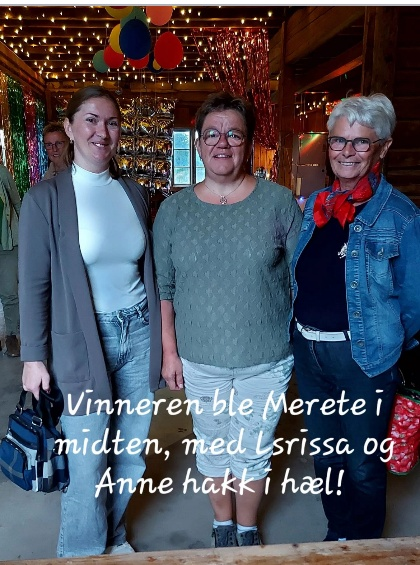 Vinneren ble Merete i
midten, med Lsrissa og
Anne hakk i hæl!